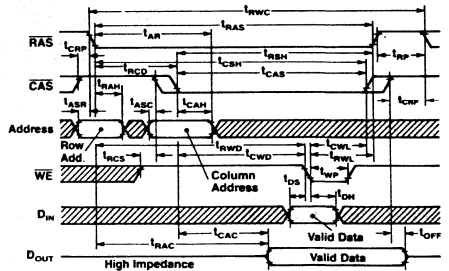 tRWC
tRAS
tAR
RAS
tCRP
tRSH
tRP
tCSH
tRCD
tCAS
CAS
tRAH
tCRP
tASR
tASC
tCAH
Address
Row Add.
Column Address
tRWD
tCWL
tCWD
tRWL
tRCS
tWP
WE
tDS
tDH
DIN
Valid Data
tCAC
tOFF
tRAC
DOUT
High Impedance
Valid Data